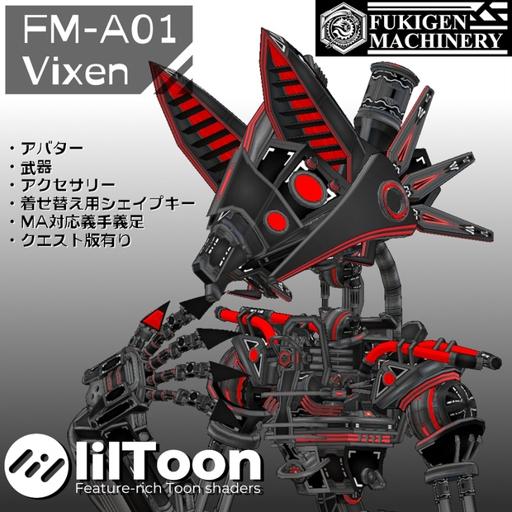 FM-A01
Vixen
FUKIGEN
MACHINERY
・アバター
・武器
・アクセサリー
・着せ替え用シェイプキー
・MA対応義手義足
・クエスト版有り
lilToon
Feature-rich Toon shaders